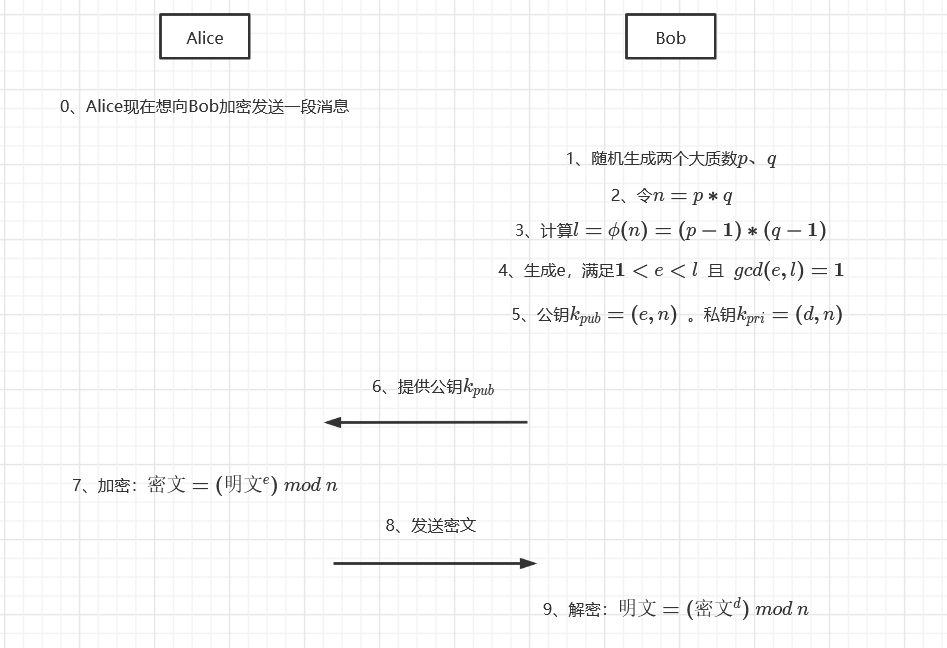 Alice
Bob
0、Alice现在想向Bob加密发送一段消息
1、随机生成两个大质数p、q
2、令n = p * q
3、计算l = ϕ(n) = (p − 1) * (q − 1)
4、生成e，满足1 < e < l 且 gcd(e, l) = 1
5、公钥k_pub = (e, n) 。私钥k_pri = (d, n)
6、提供公钥k_pub
7、加密：密文 = (明文^e) mod n
8、发送密文
9、解密：明文 = (密文^d) mod n